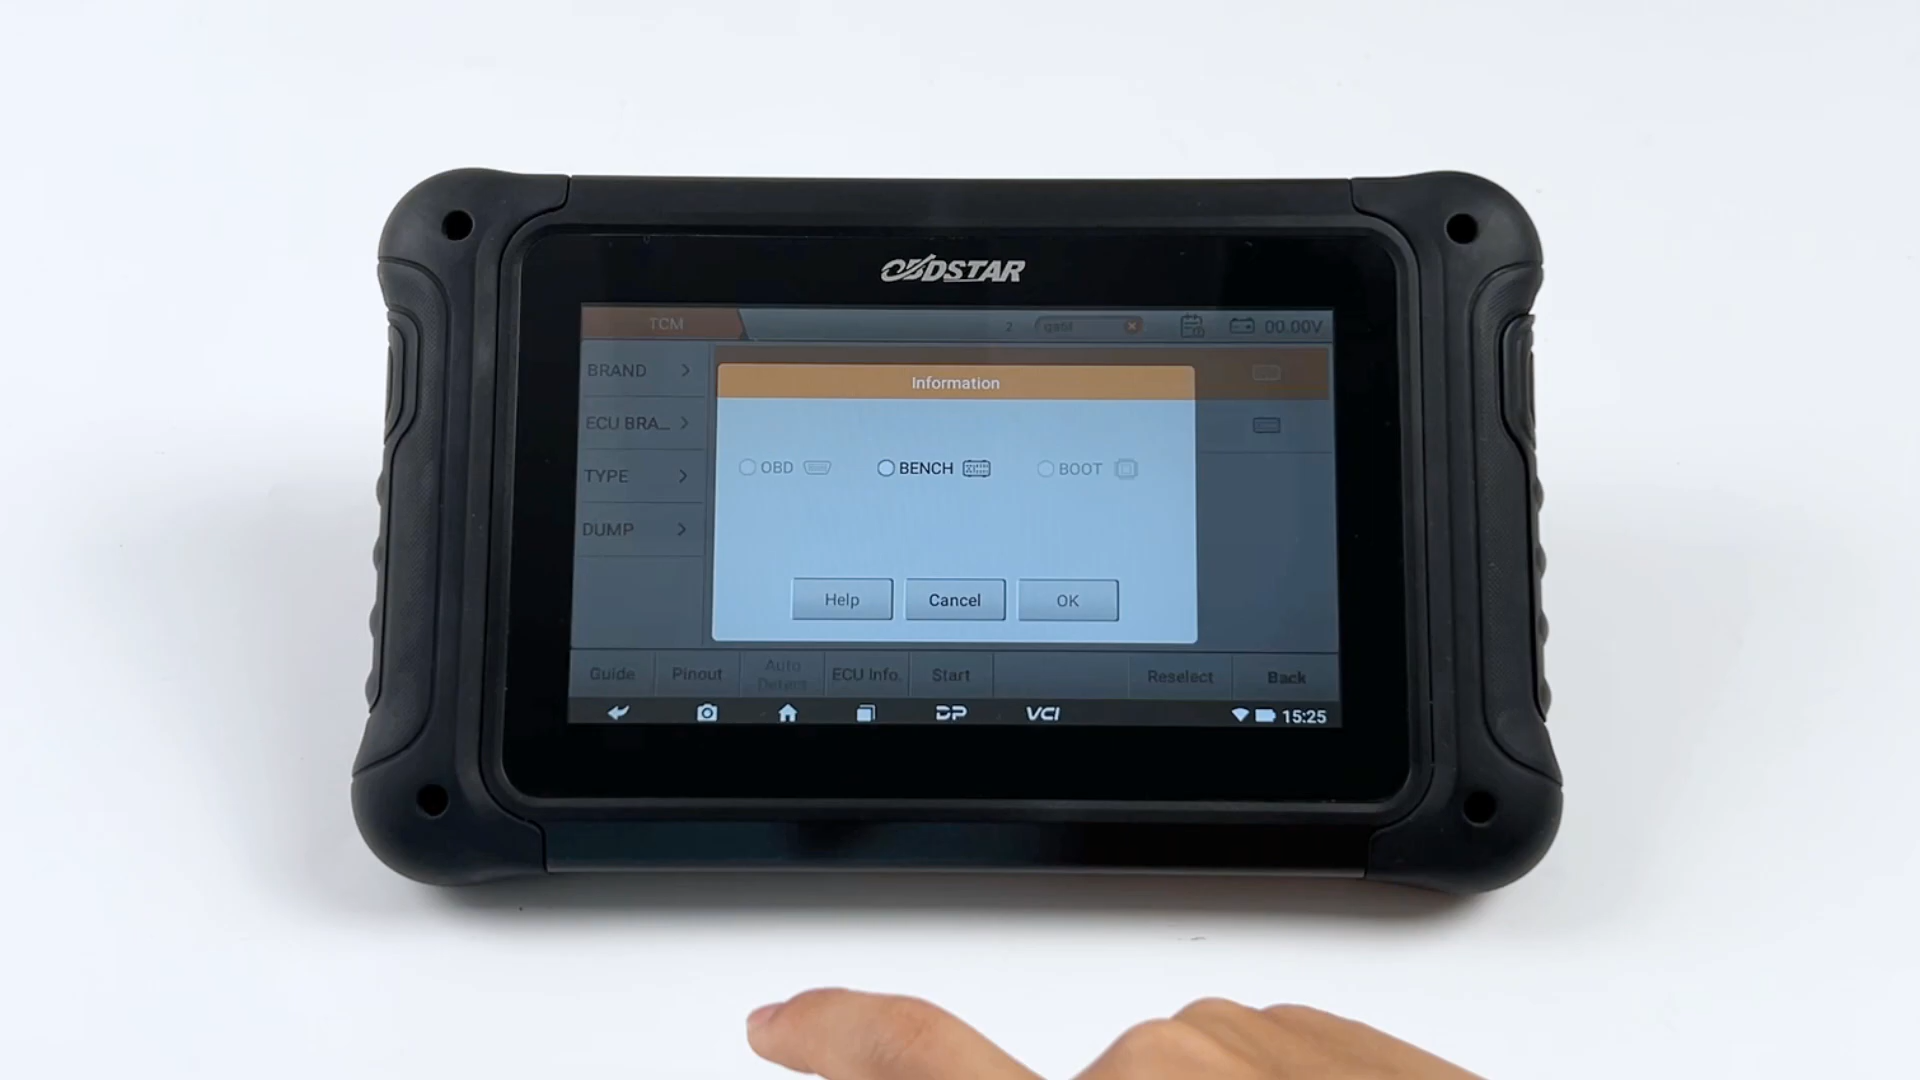 OBDSTAR
TCM
2
00.00V
BRAND
Information
ECU BRA...
OBD
BENCH
BOOT
TYPE
DUMP
Help
Cancel
OK
Guide
Pinout
Auto Detect
ECU Info.
Start
Reselect
Back
DP
VCI
15:25